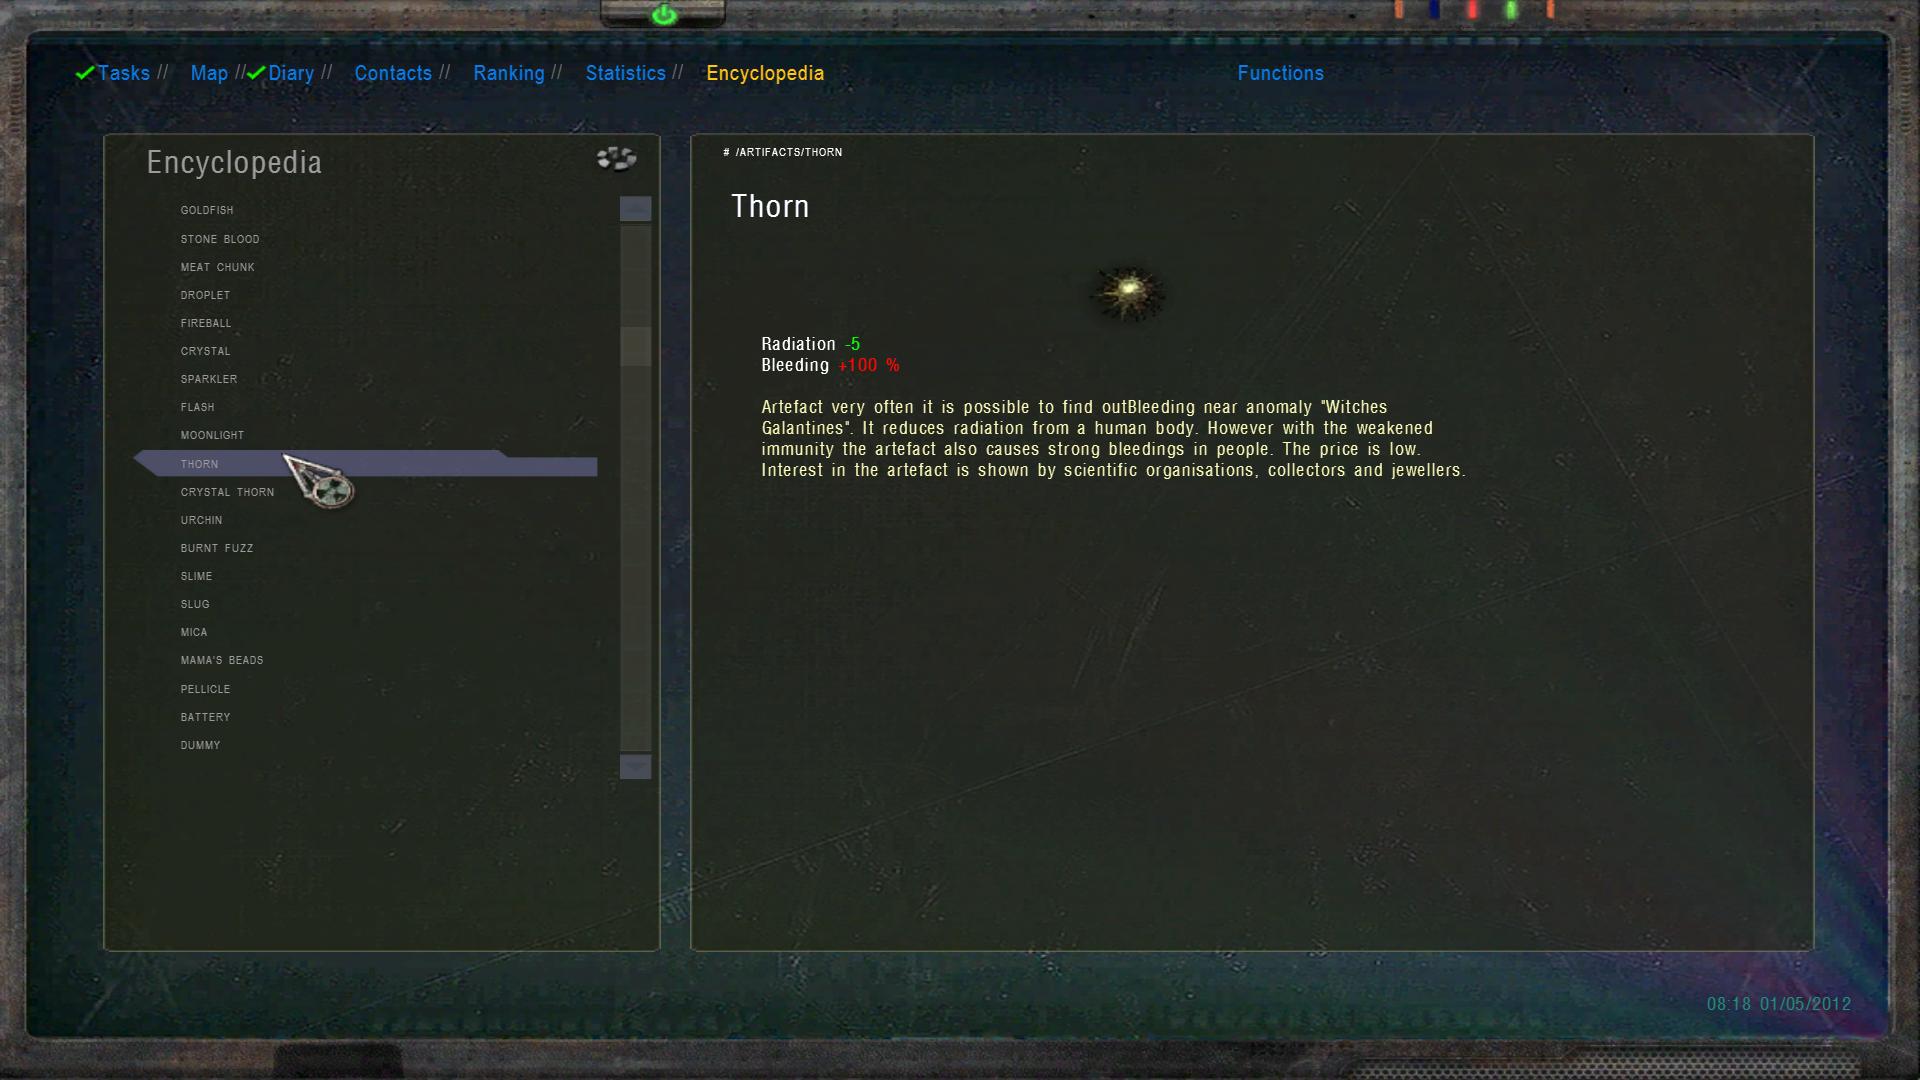 Tasks // Map // Diary // Contacts // Ranking // Statistics // Encyclopedia Functions
Encyclopedia
GOLDFISH
STONE BLOOD
MEAT CHUNK
DROPLET
FIREBALL
CRYSTAL
SPARKLER
FLASH
MOONLIGHT
THORN
CRYSTAL THORN
URCHIN
BURNT FUZZ
SLIME
SLUG
MICA
MAMA'S BEADS
PELLICLE
BATTERY
DUMMY
# /ARTIFACTS/THORN
Thorn
Radiation -5
Bleeding +100 %
Artefact very often it is possible to find outBleeding near anomaly "Witches
Galantines". It reduces radiation from a human body. However with the weakened
immunity the artefact also causes strong bleedings in people. The price is low.
Interest in the artefact is shown by scientific organisations, collectors and jewellers.
08:18 01/05/2012